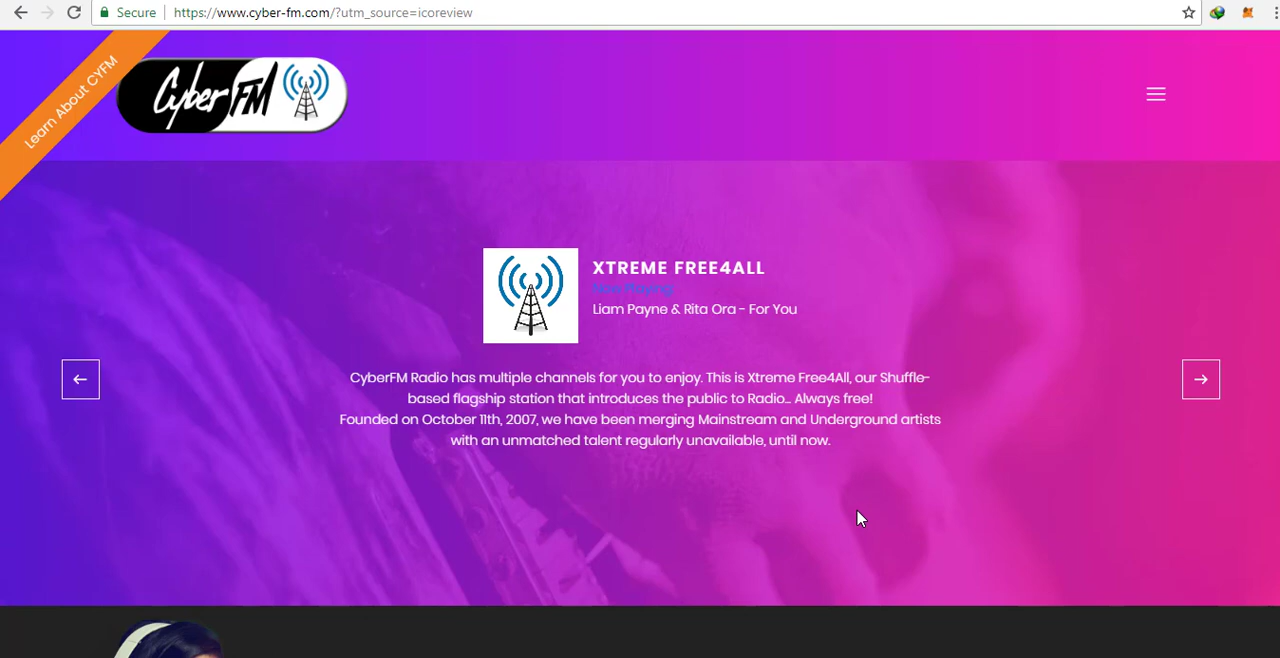 Secure
https://www.cyber-fm.com/?utm_source=icoreview
Learn About CYFM
Cyber FM
XTREME FREE4ALL
Now Playing
Liam Payne & Rita Ora - For You
CyberFM Radio has multiple channels for you to enjoy. This is Xtreme Free4All, our Shuffle-
based flagship station that introduces the public to Radio... Always free!
Founded on October 11th, 2007, we have been merging Mainstream and Underground artists
with an unmatched talent regularly unavailable, until now.